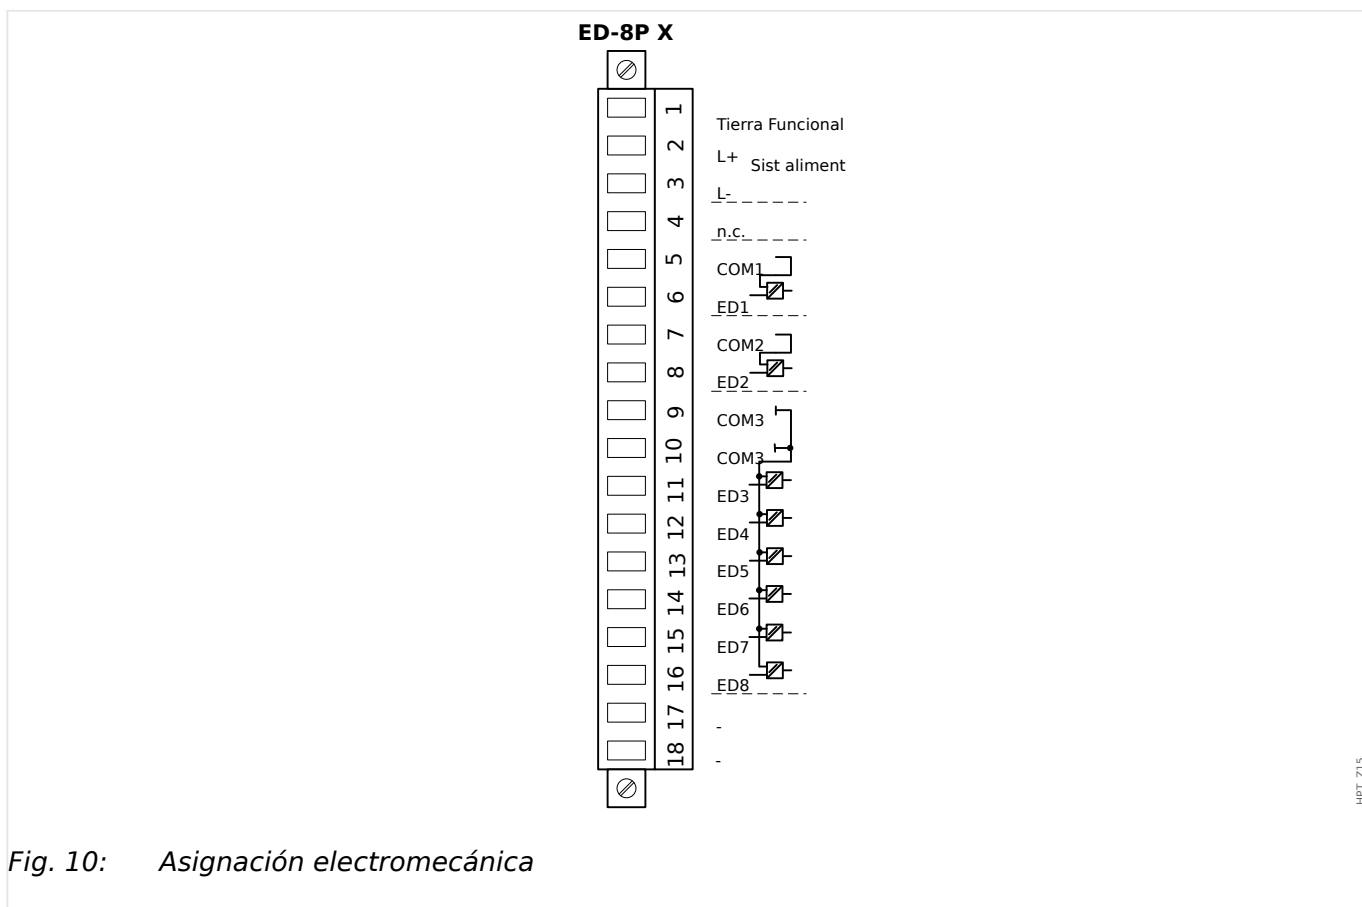 ED-8P X
1
Tierra Funcional
2
L+ Sist aliment
3
L-
4
n.c.
5
COM1
6
ED1
7
COM2
8
ED2
9
COM3
10
COM3
11
ED3
12
ED4
13
ED5
14
ED6
15
ED7
16
ED8
17
-
18
-
HPT_Z15
Fig. 10: Asignación electromecánica